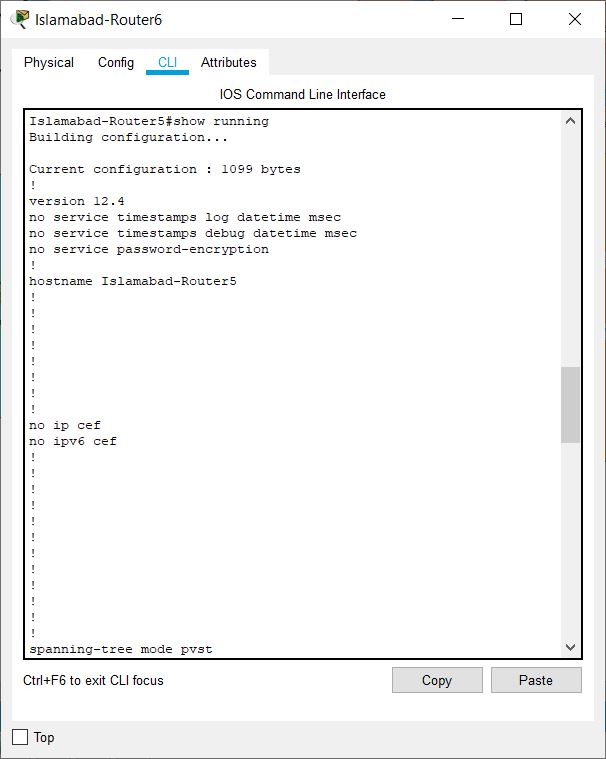 Islamabad-Router6
Physical Config CLI Attributes
IOS Command Line Interface
Islamabad-Router5#show running
Building configuration...
Current configuration : 1099 bytes
!
version 12.4
no service timestamps log datetime msec
no service timestamps debug datetime msec
no service password-encryption
!
hostname Islamabad-Router5
!
!
!
!
!
!
!
!
no ip cef
no ipv6 cef
!
!
!
!
!
!
!
!
!
!
!
!
spanning-tree mode pvst
Ctrl+F6 to exit CLI focus
Copy Paste
Top